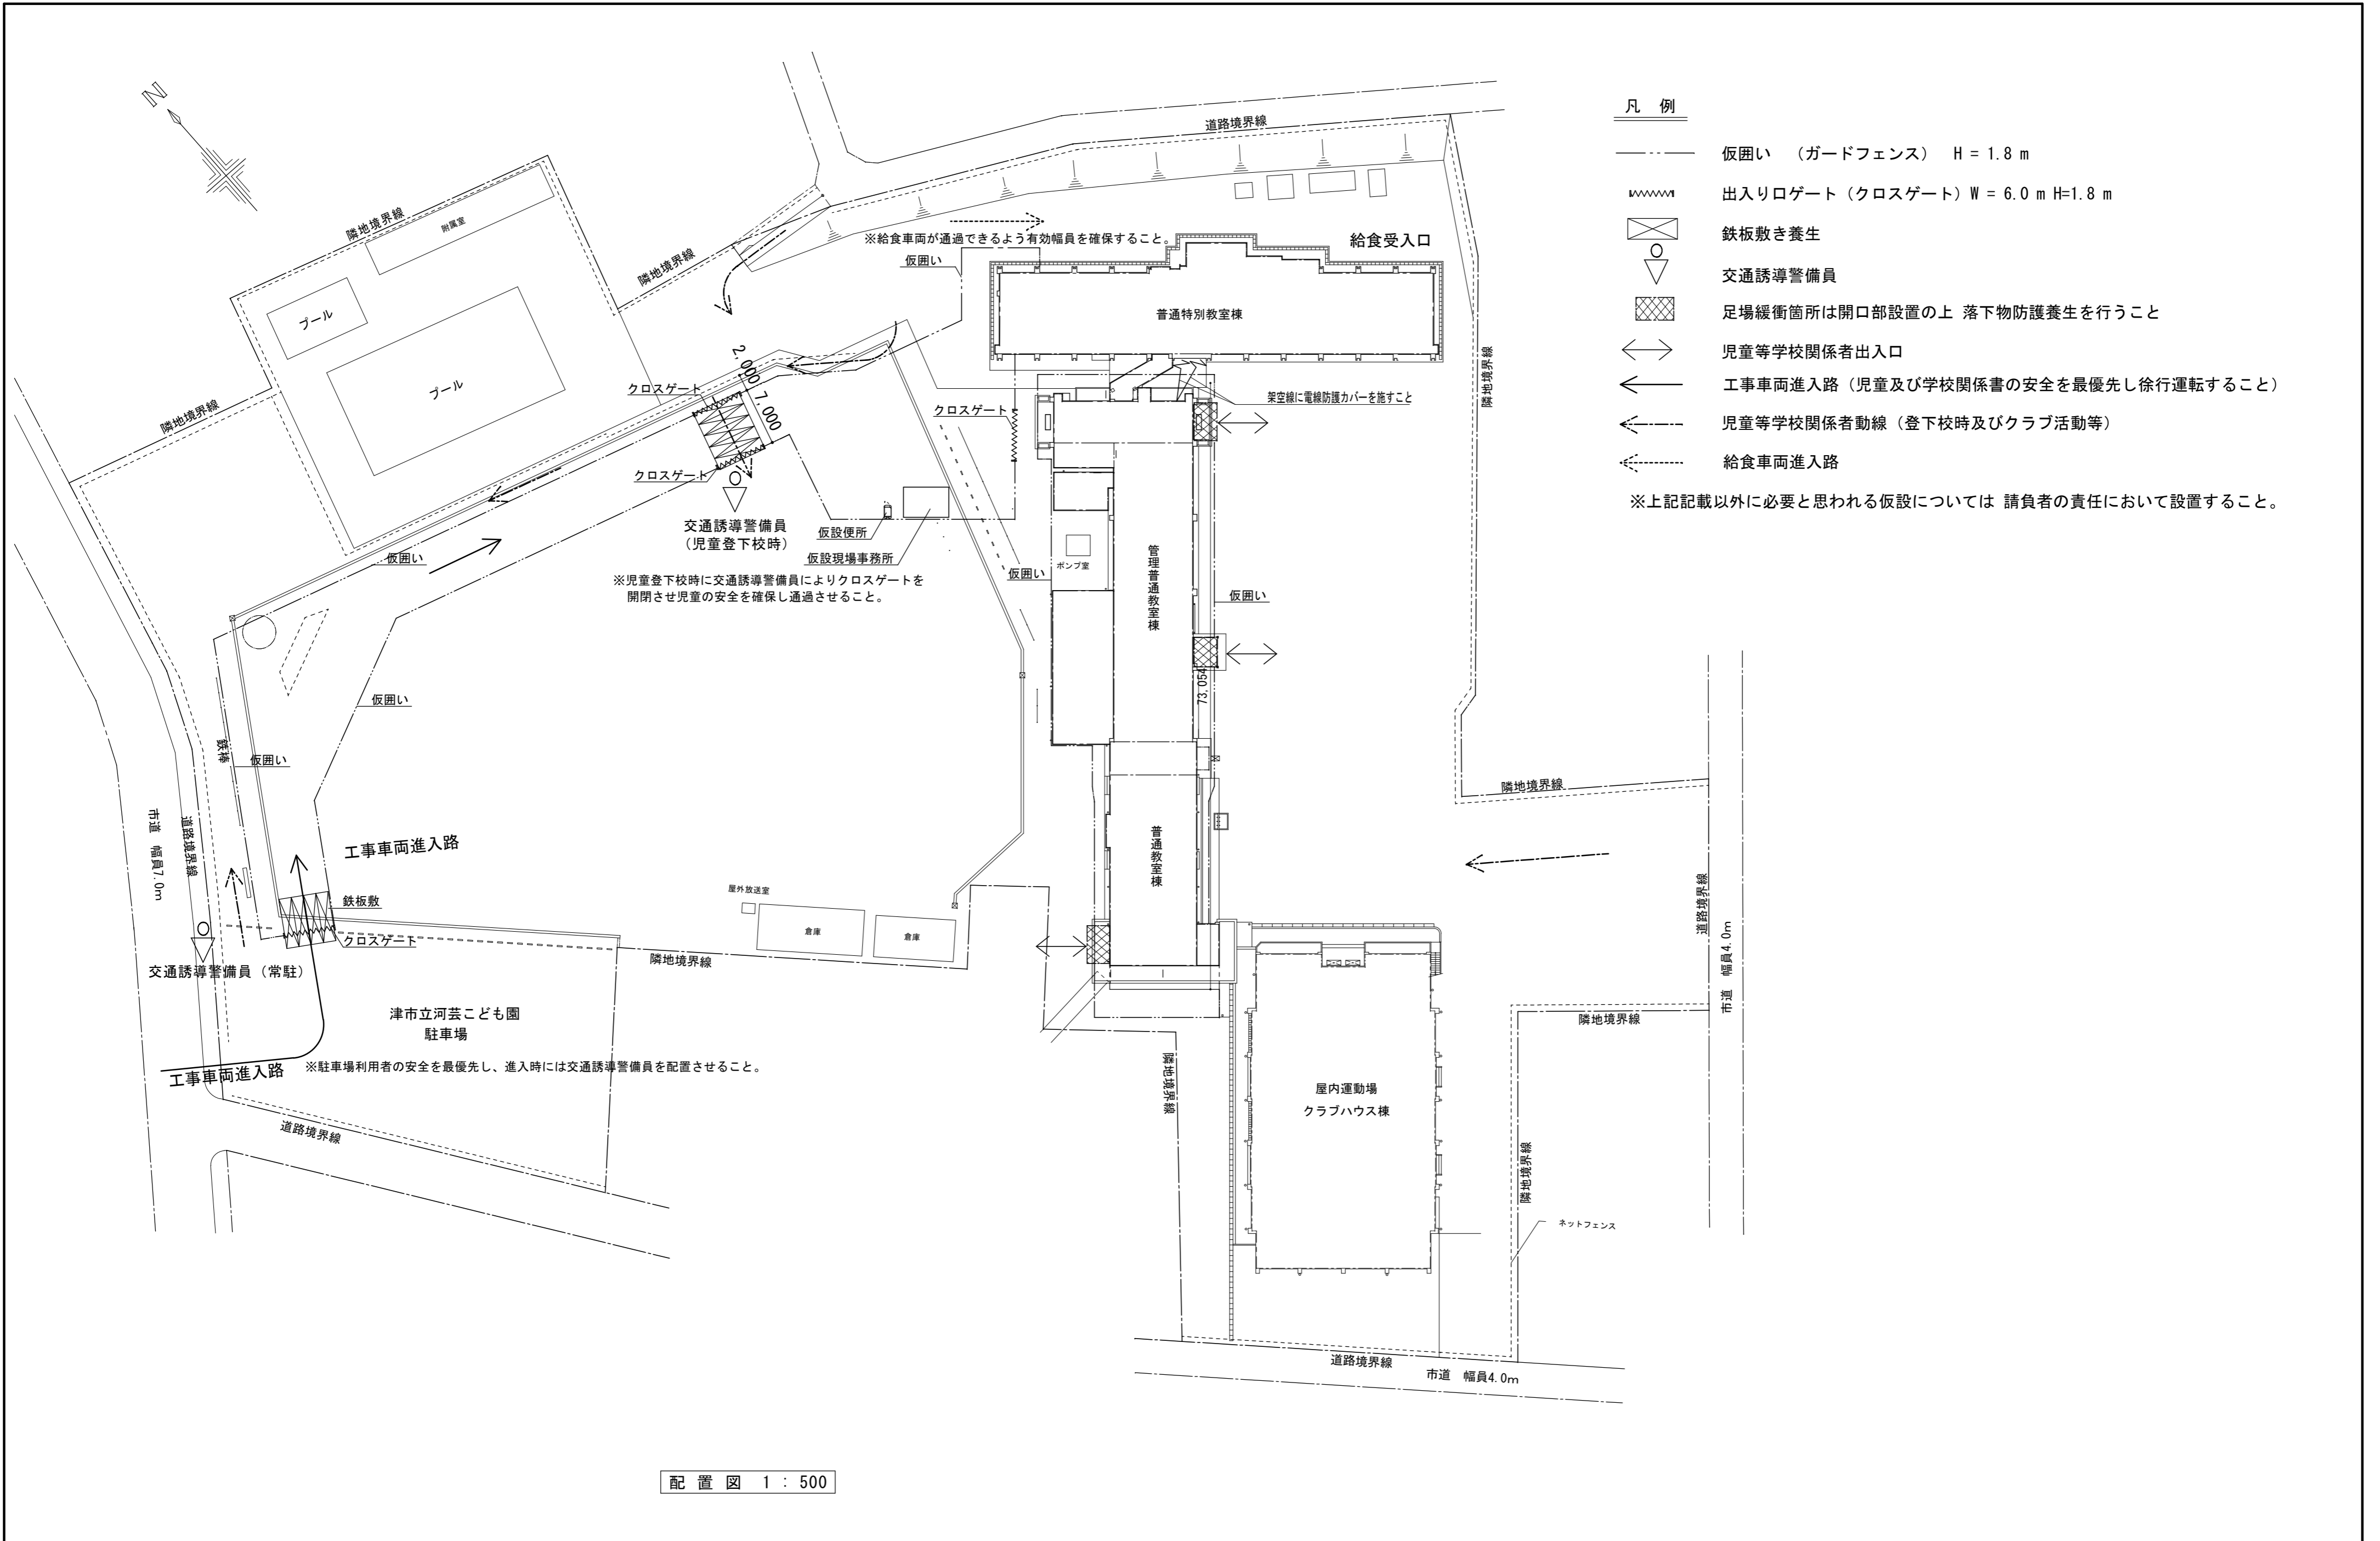 N
道路境界線
凡 例
仮囲い （ガードフェンス） H = 1.8 m
出入り口ゲート（クロスゲート）W = 6.0 m H=1.8 m
鉄板敷き養生
交通誘導警備員
足場緩衝箇所は開口部設置の上 落下物防護養生を行うこと
児童等学校関係者出入口
工事車両進入路（児童及び学校関係書の安全を最優先し徐行運転すること）
児童等学校関係者動線（登下校時及びクラブ活動等）
給食車両進入路
※上記記載以外に必要と思われる仮設については 請負者の責任において設置すること。
隣地境界線
附属室
隣地境界線
※給食車両が通過できるよう有効幅員を確保すること。
給食受入口
仮囲い
プール
普通特別教室棟
プール
2,000
7,000
クロスゲート
クロスゲート
架空線に電線防護カバーを施すこと
隣地境界線
隣地境界線
クロスゲート
交通誘導警備員
（児童登下校時）
仮設便所
仮設現場事務所
仮囲い
※児童登下校時に交通誘導警備員によりクロスゲートを
開閉させ児童の安全を確保し通過させること。
仮囲い
ポンプ室
管理普通教室棟
仮囲い
73,054
仮囲い
鉄棒
仮囲い
隣地境界線
市道 幅員7.0m
道路境界線
工事車両進入路
普通教室棟
鉄板敷
屋外放送室
倉庫
倉庫
クロスゲート
隣地境界線
道路境界線
市道 幅員4.0m
交通誘導警備員（常駐）
津市立河芸こども園
駐車場
隣地境界線
工事車両進入路
※駐車場利用者の安全を最優先し、進入時には交通誘導警備員を配置させること。
隣地境界線
屋内運動場
クラブハウス棟
道路境界線
隣地境界線
ネットフェンス
道路境界線
市道 幅員4.0m
配 置 図 1 : 500